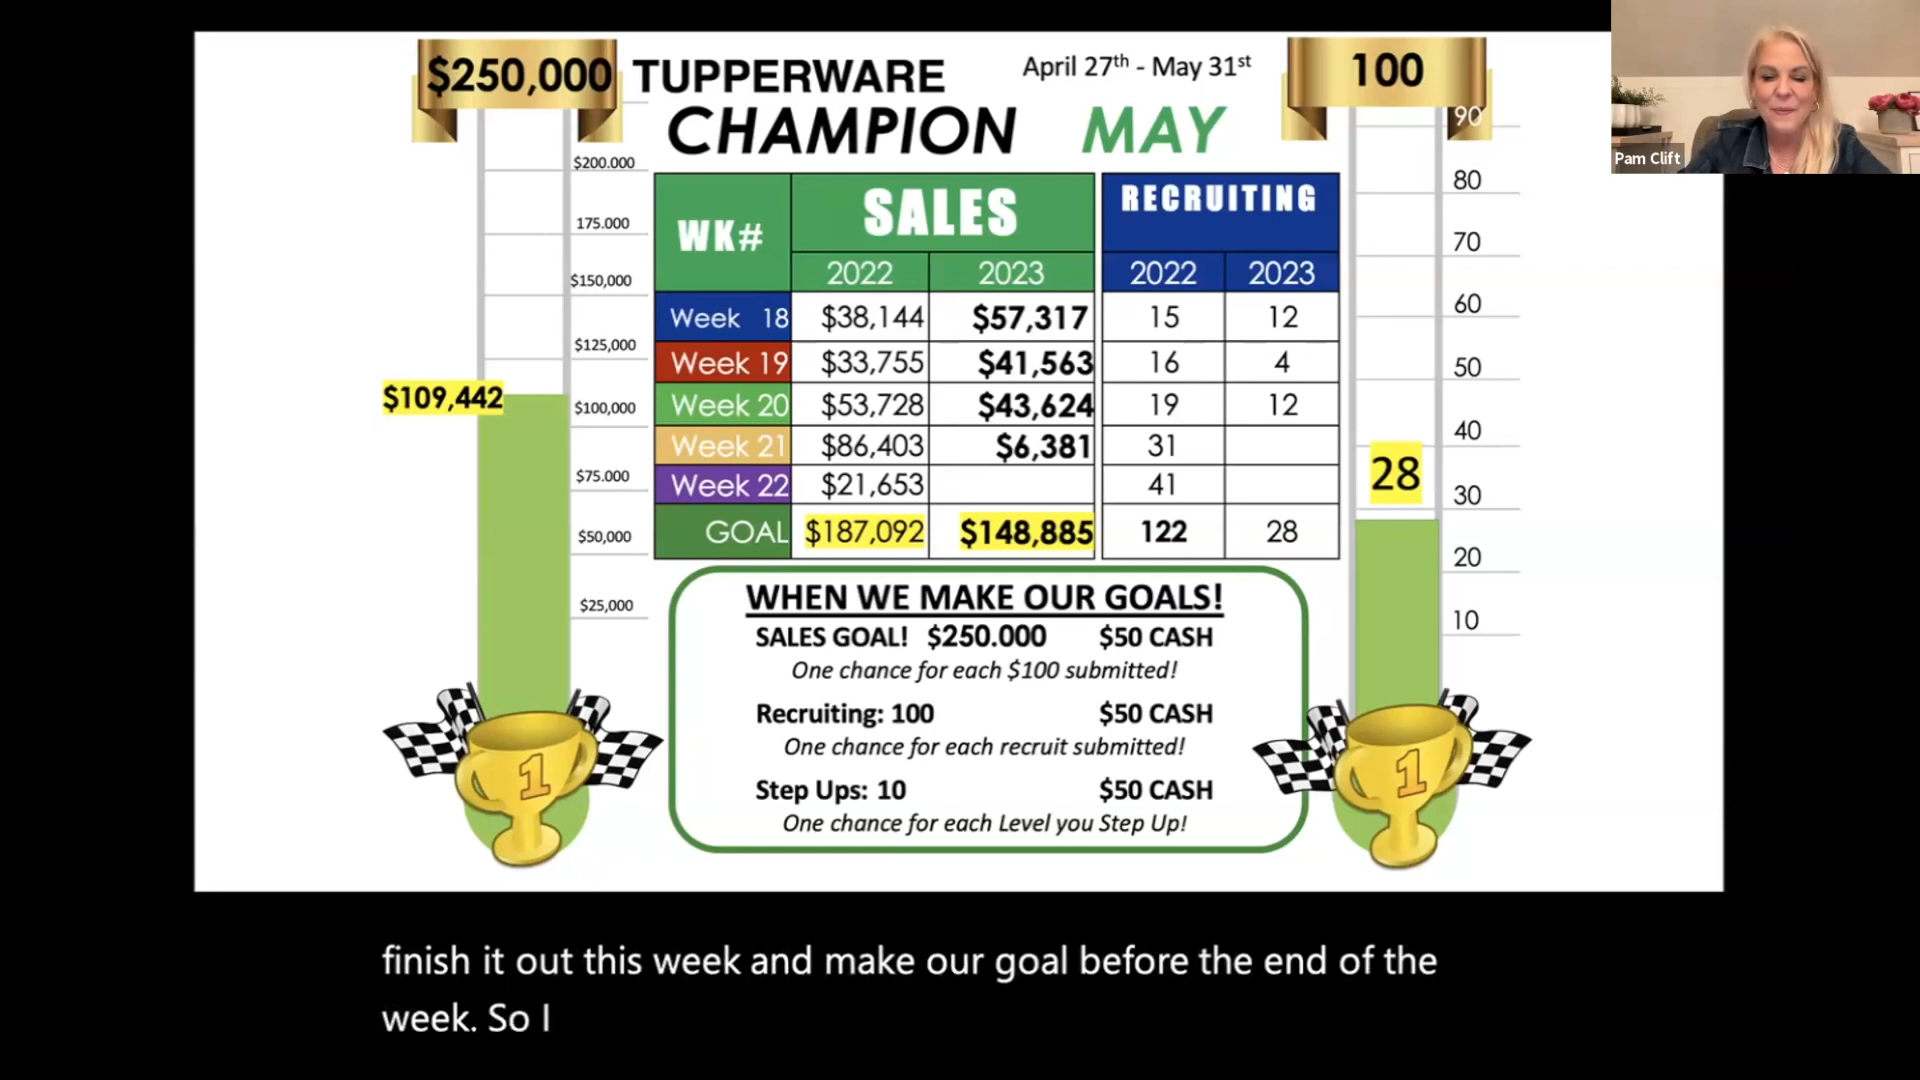 $250,000
TUPPERWARE
April 27th - May 31st
100
CHAMPION MAY
Pam Clift
$200.000
175.000
$150,000
$125,000
$109,442
$100,000
$75.000
$50,000
$25,000
WK# SALES RECRUITING
2022 2023 2022 2023
Week 18 $38,144 $57,317 15 12
Week 19 $33,755 $41,563 16 4
Week 20 $53,728 $43,624 19 12
Week 21 $86,403 $6,381 31
Week 22 $21,653 41
GOAL $187,092 $148,885 122 28
90
80
70
60
50
40
28
30
20
10
WHEN WE MAKE OUR GOALS!
SALES GOAL! $250.000 $50 CASH
One chance for each $100 submitted!
Recruiting: 100 $50 CASH
One chance for each recruit submitted!
Step Ups: 10 $50 CASH
One chance for each Level you Step Up!
1
1
finish it out this week and make our goal before the end of the
week. So I